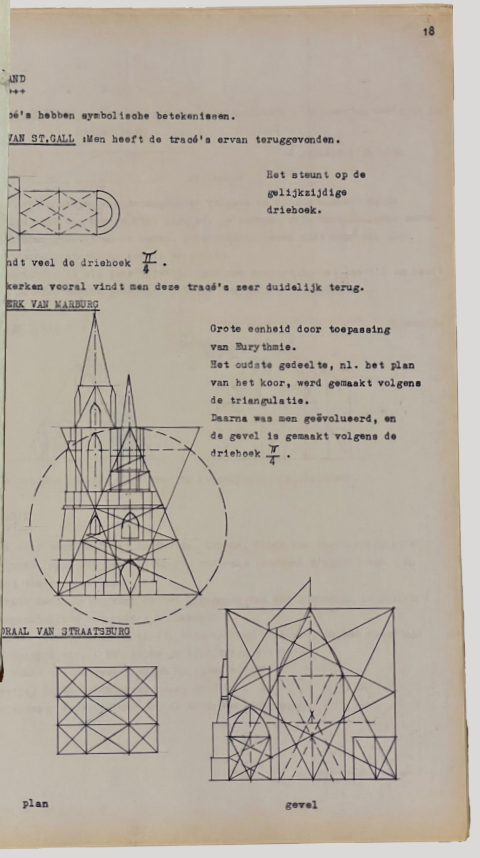 18
AND
+++
cé's hebben symbolische betekenissen.
VAN ST.GALL :Men heeft de tracé's ervan teruggevonden.
Het steunt op de
gelijkzijdige
driehoek.
ndt veel de driehoek π/4 .
kerken vooral vindt men deze tracé's zeer duidelijk terug.
ERK VAN MARBURG
Grote eenheid door toepassing
van Eurythmie.
Het oudste gedeelte, nl. het plan
van het koor, werd gemaakt volgens
de triangulatie.
Daarna was men geëvolueerd, en
de gevel is gemaakt volgens de
driehoek π/4 .
DRAAL VAN STRAATSBURG
plan
gevel